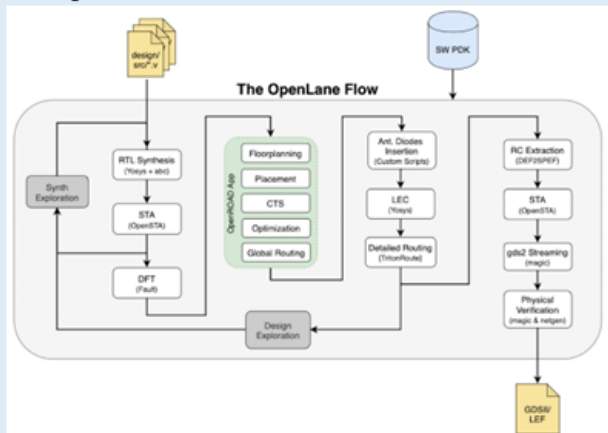 design/
src/*.v
SW PDK
The OpenLane Flow
RTL Synthesis
(Yosys + abc)
Synth
Exploration
STA
(OpenSTA)
DFT
(Fault)
OpenROAD App
Floorplanning
Placement
CTS
Optimization
Global Routing
Ant. Diodes
Insertion
(Custom Scripts)
LEC
(Yosys)
Detailed Routing
(TritonRoute)
Design
Exploration
RC Extraction
(DEF2SPEF)
STA
(OpenSTA)
gds2 Streaming
(magic)
Physical
Verification
(magic & netgen)
GDSII/
LEF